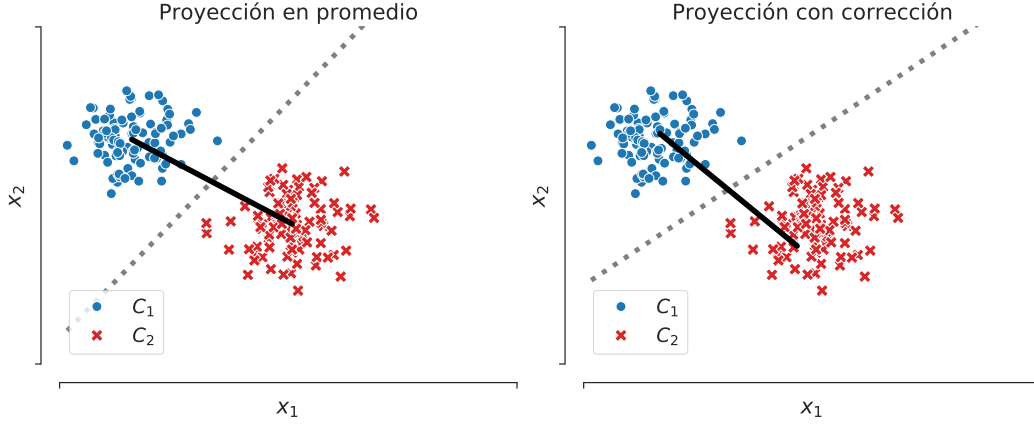 Proyección en promedio
x₂
C₁
C₂
x₁
Proyección con corrección
x₂
C₁
C₂
x₁